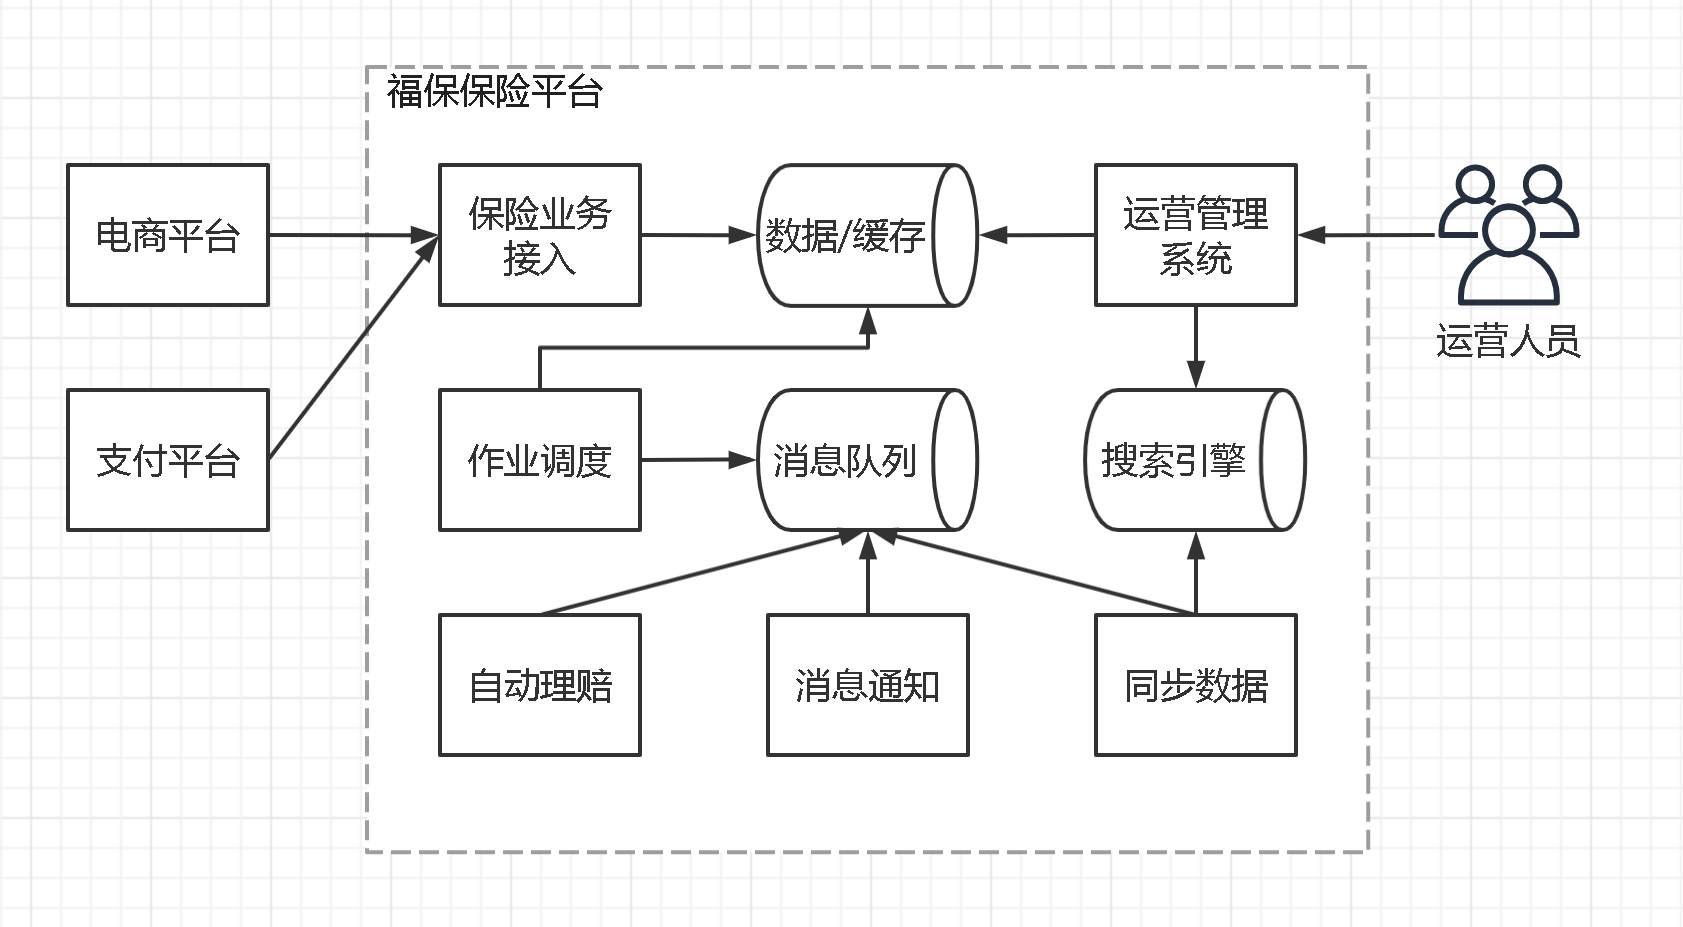 福保保险平台
电商平台
保险业务
接入
数据/缓存
运营管理
系统
运营人员
支付平台
作业调度
消息队列
搜索引擎
自动理赔
消息通知
同步数据